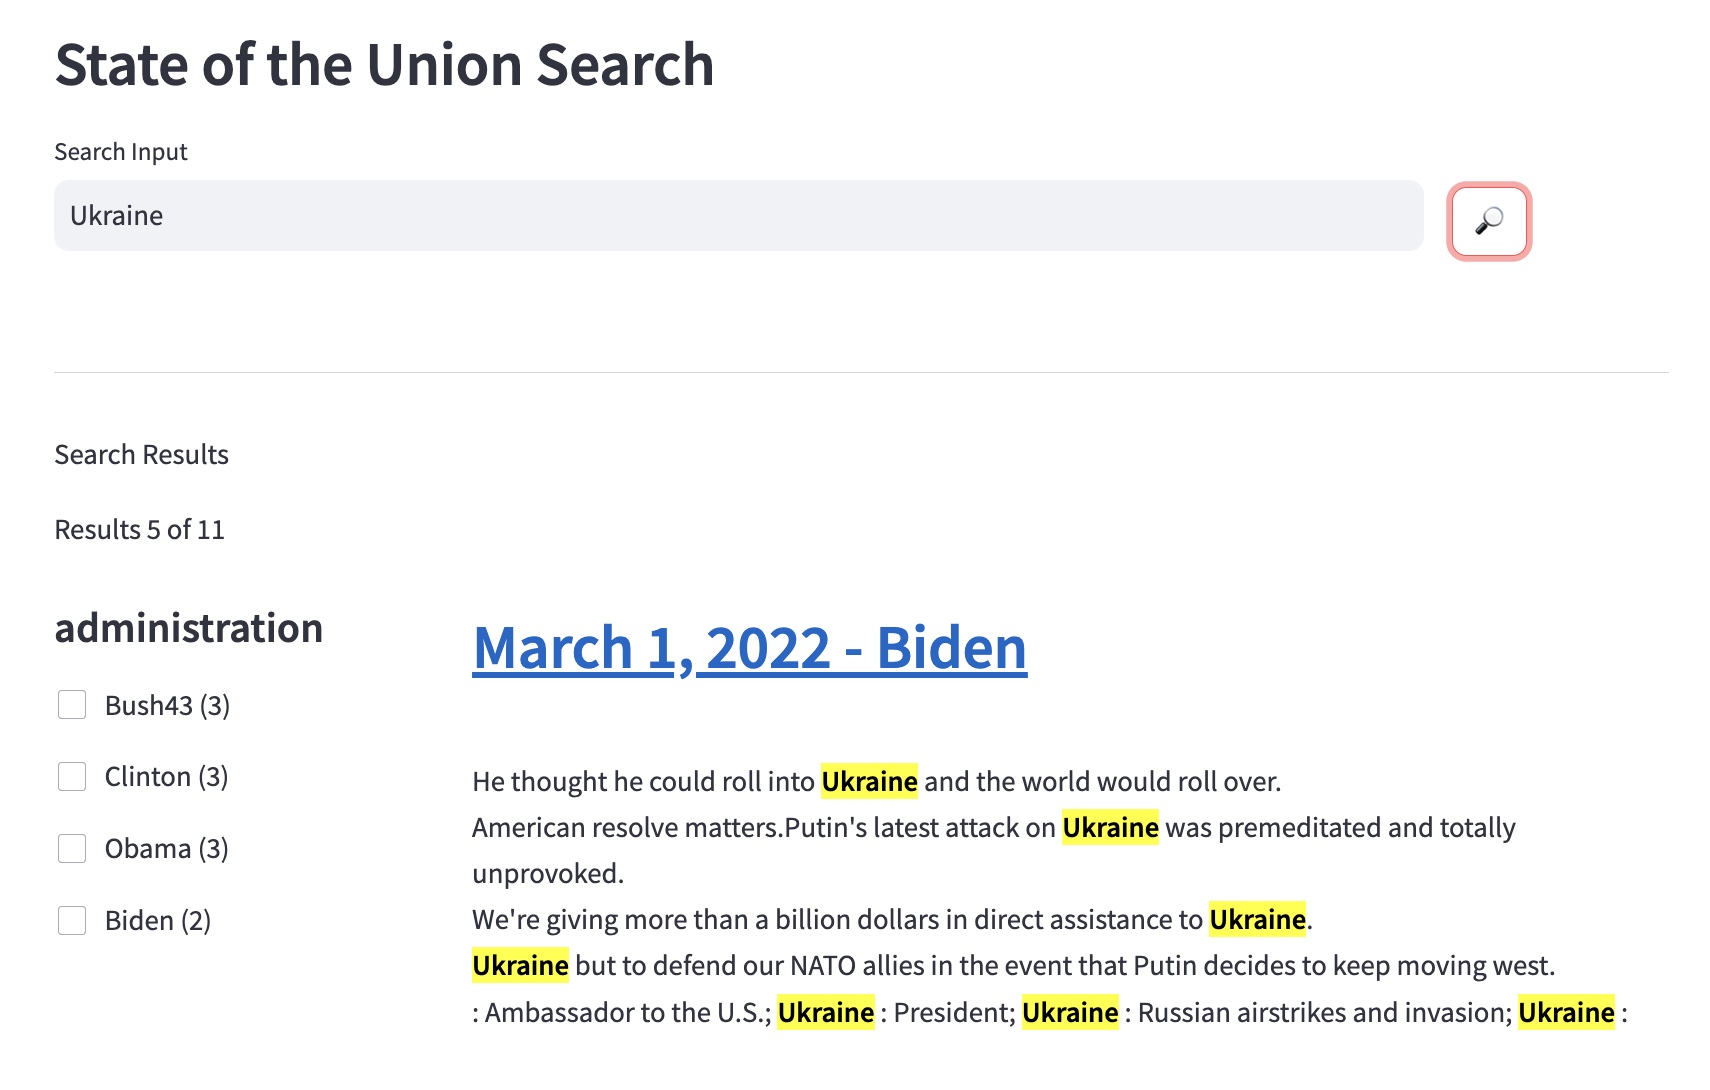 State of the Union Search
Search Input
Ukraine
Search Results
Results 5 of 11
administration
Bush43 (3)
Clinton (3)
Obama (3)
Biden (2)
March 1, 2022 - Biden
He thought he could roll into Ukraine and the world would roll over.
American resolve matters.Putin's latest attack on Ukraine was premeditated and totally
unprovoked.
We're giving more than a billion dollars in direct assistance to Ukraine.
Ukraine but to defend our NATO allies in the event that Putin decides to keep moving west.
: Ambassador to the U.S.; Ukraine : President; Ukraine : Russian airstrikes and invasion; Ukraine :